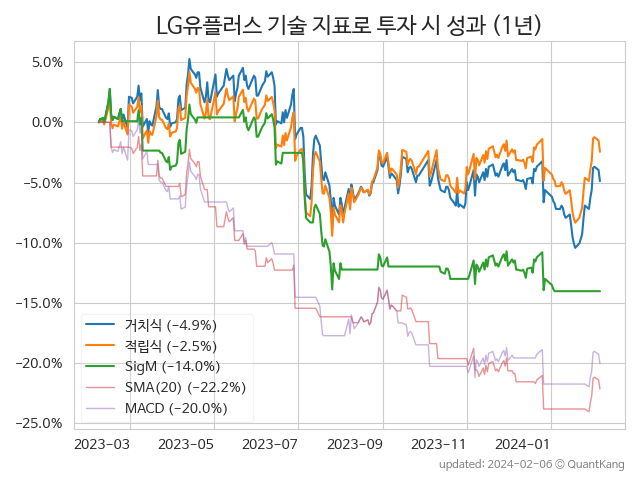 LG유플러스 기술 지표로 투자 시 성과 (1년)
5.0%
0.0%
−5.0%
−10.0%
−15.0%
−20.0%
−25.0%
거치식 (−4.9%)
적립식 (−2.5%)
SigM (−14.0%)
SMA(20) (−22.2%)
MACD (−20.0%)
2023-03 2023-05 2023-07 2023-09 2023-11 2024-01
updated: 2024-02-06 © QuantKang